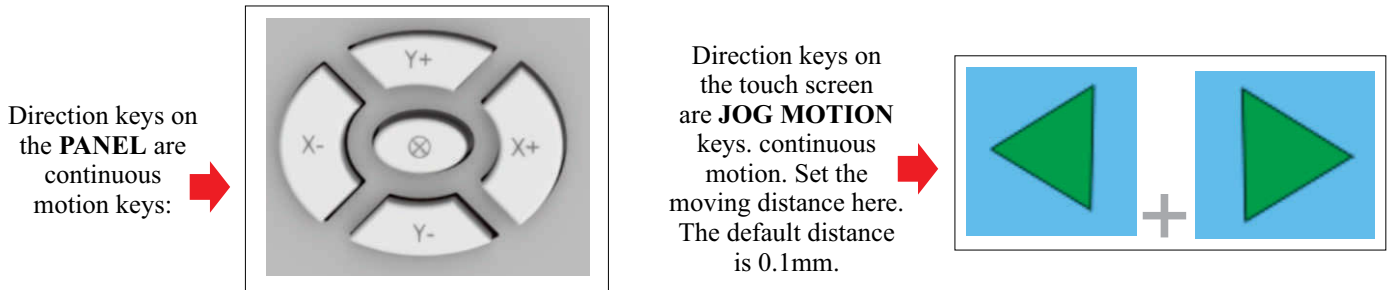 Direction keys on
the PANEL are
continuous
motion keys:
Y+
X-
X+
Y-
Direction keys on
the touch screen
are JOG MOTION
keys. continuous
motion. Set the
moving distance here.
The default distance
is 0.1mm.
+